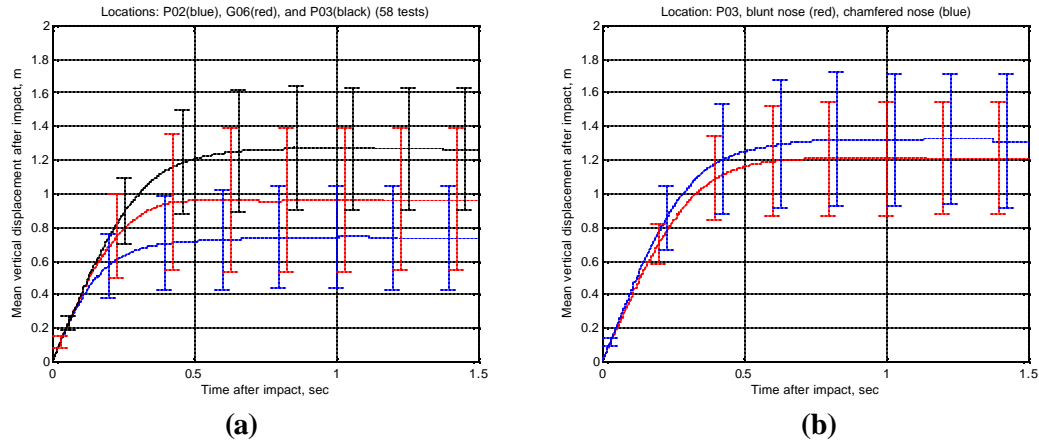 Locations: P02(blue), G06(red), and P03(black) (58 tests)
2
1.8
1.6
1.4
1.2
1
0.8
0.6
0.4
0.2
0
Mean vertical displacement after impact, m
0 0.5 1 1.5
Time after impact, sec
(a)
Location: P03, blunt nose (red), chamfered nose (blue)
2
1.8
1.6
1.4
1.2
1
0.8
0.6
0.4
0.2
0
Mean vertical displacement after impact, m
0 0.5 1 1.5
Time after impact, sec
(b)